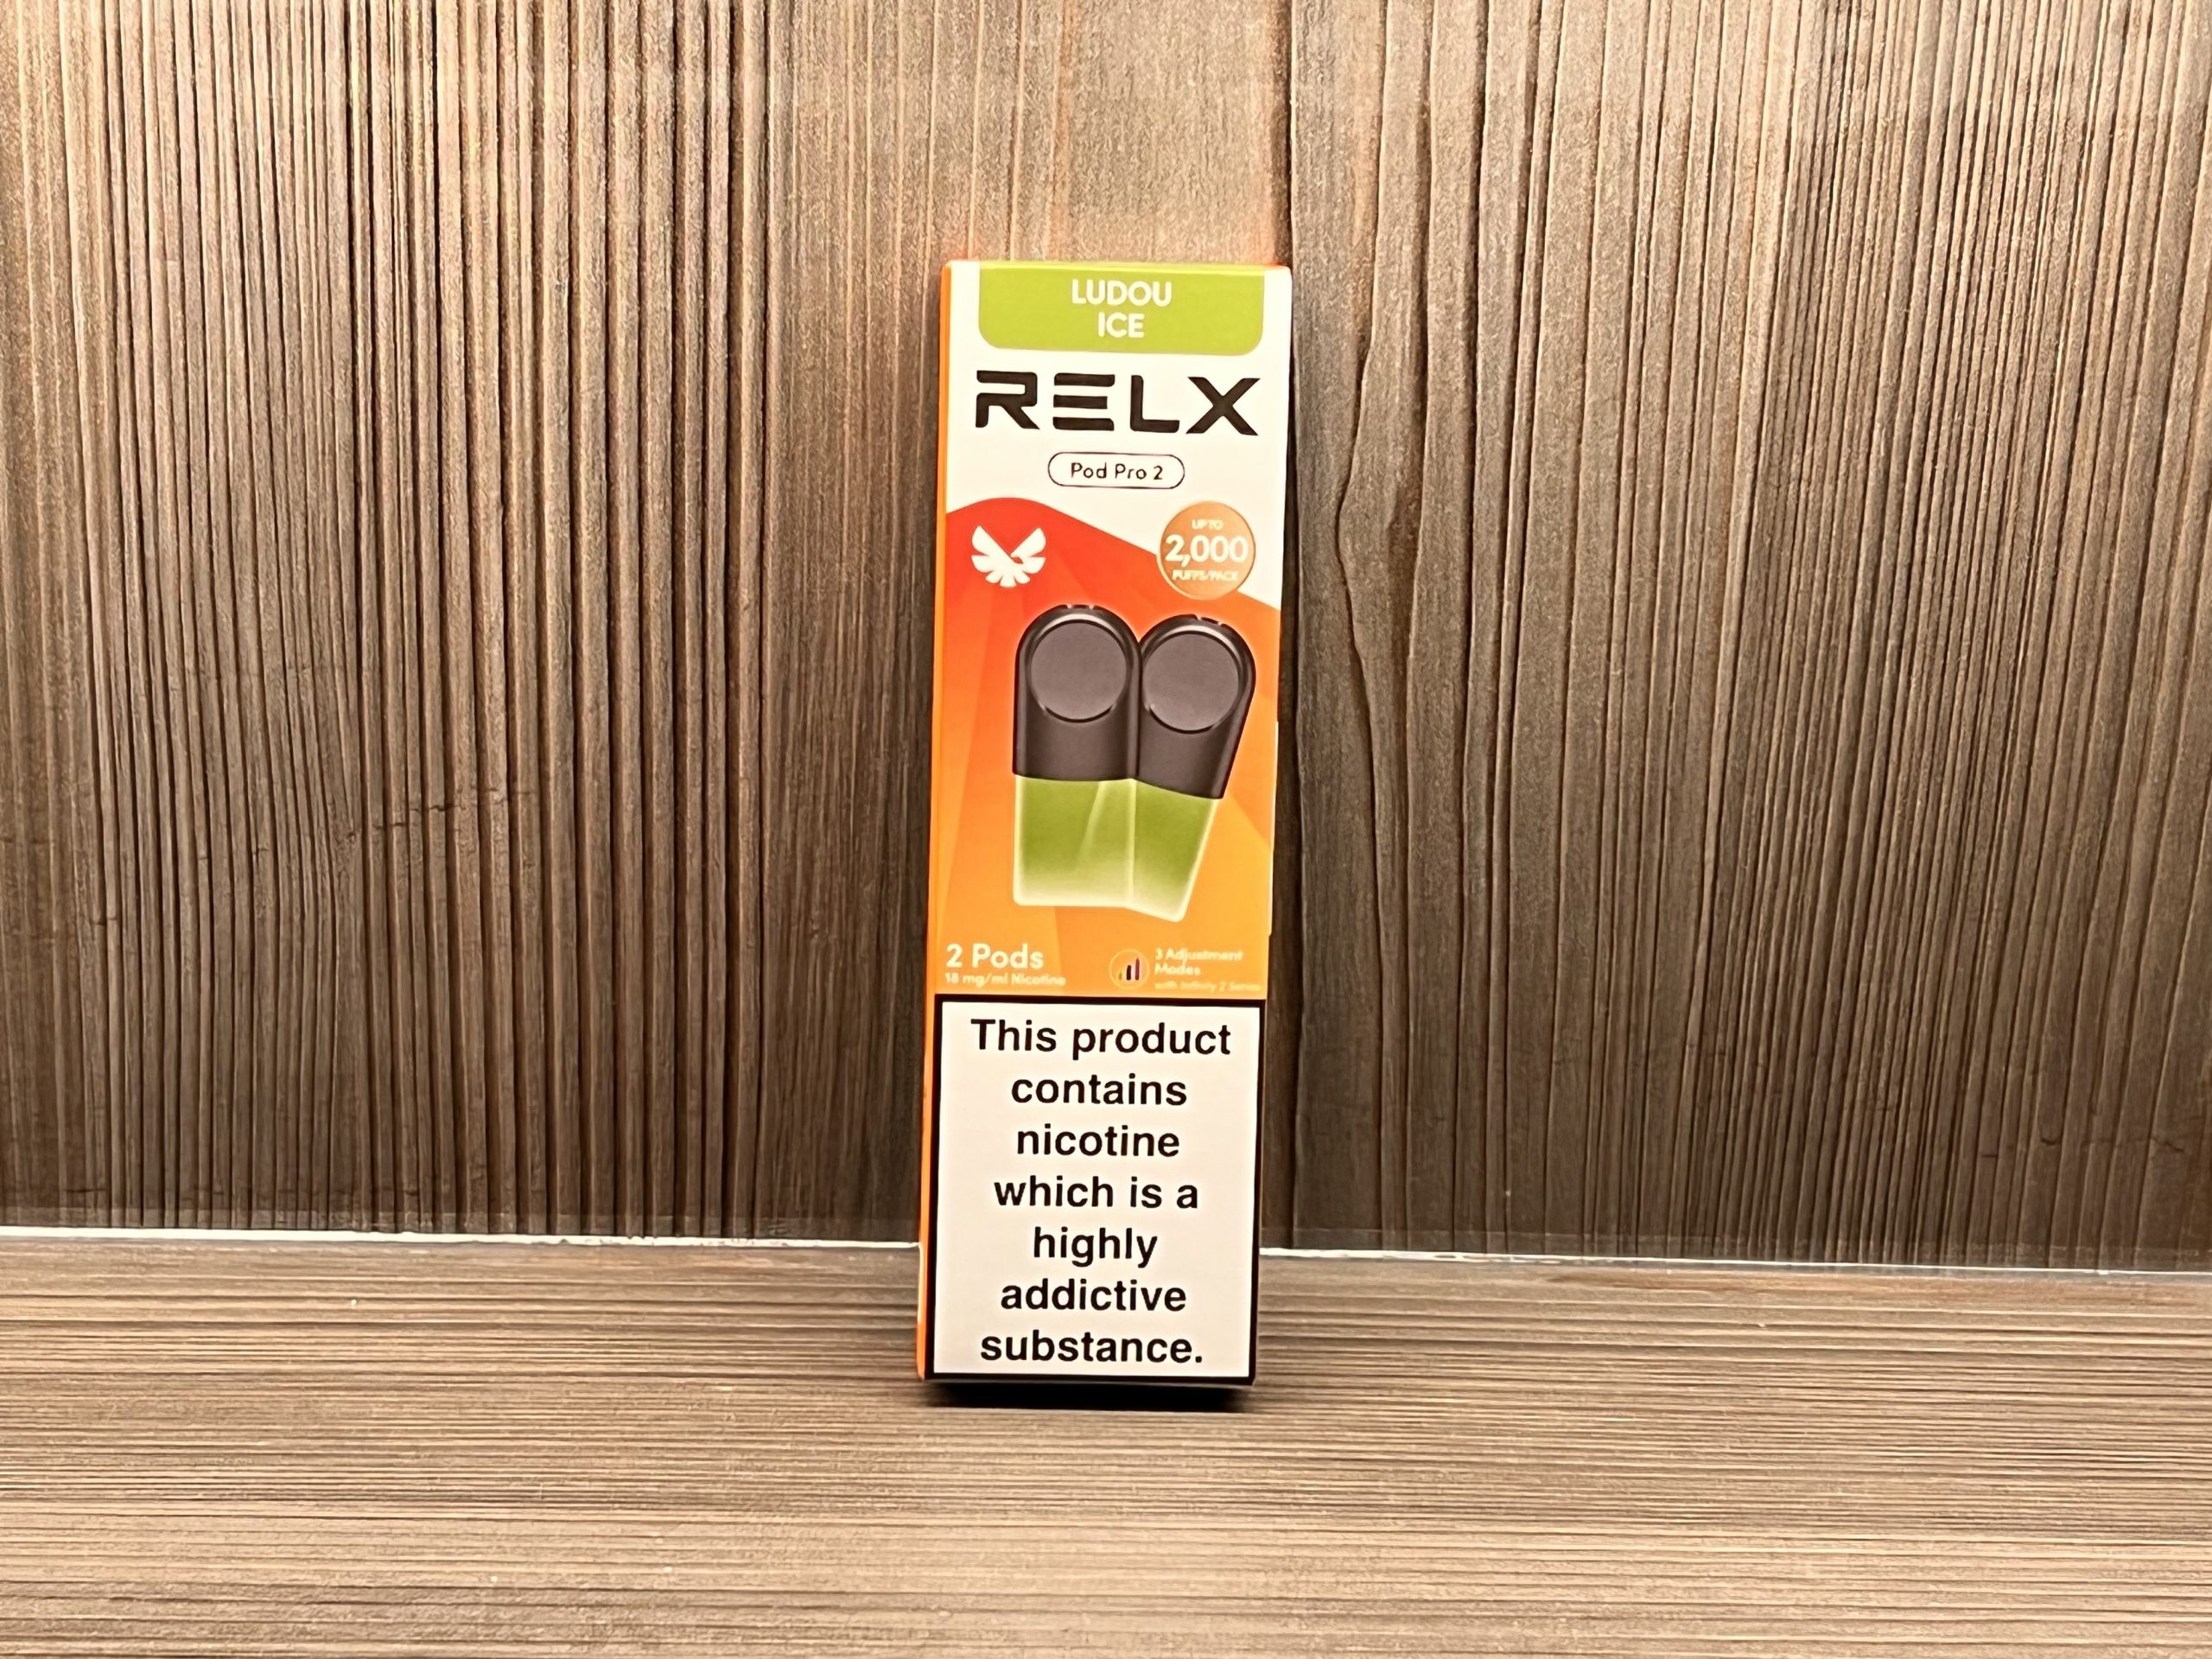 LUDOU
ICE
RELX
Pod Pro 2
UP TO
2,000
PUFFS/PACK
2 Pods
18 mg/ml Nicotine
3 Adjustment
Modes
with Infinity 2 Series
This product
contains
nicotine
which is a
highly
addictive
substance.